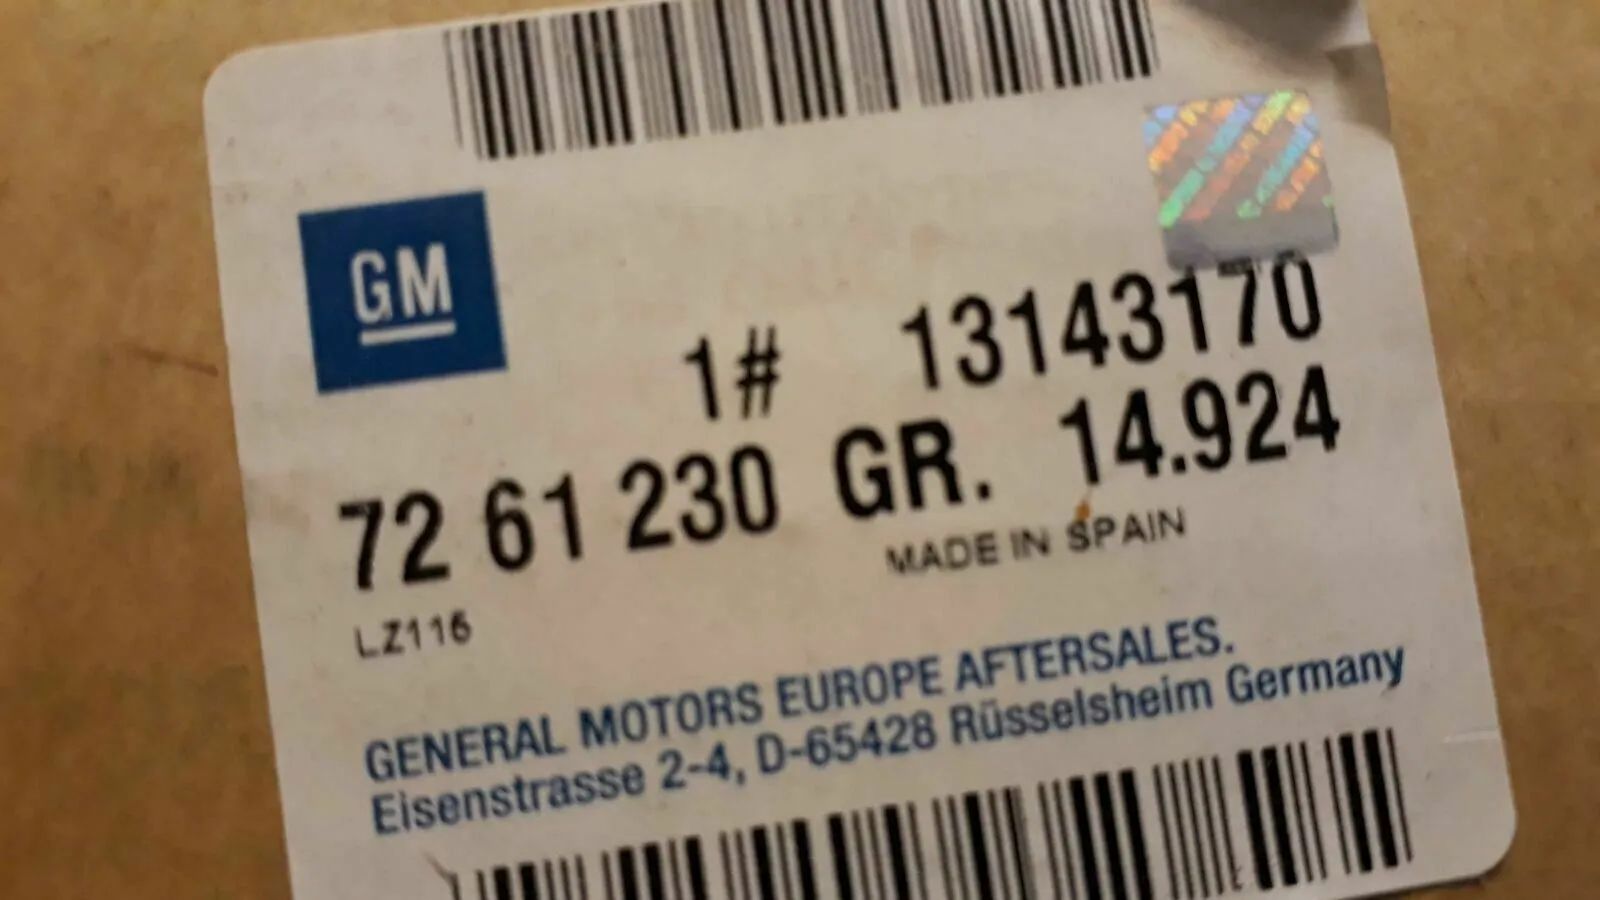 GM
1# 13143170
72 61 230 GR. 14.924
MADE IN SPAIN
LZ116
GENERAL MOTORS EUROPE AFTERSALES.
Eisenstrasse 2-4, D-65428 Rüsselsheim Germany